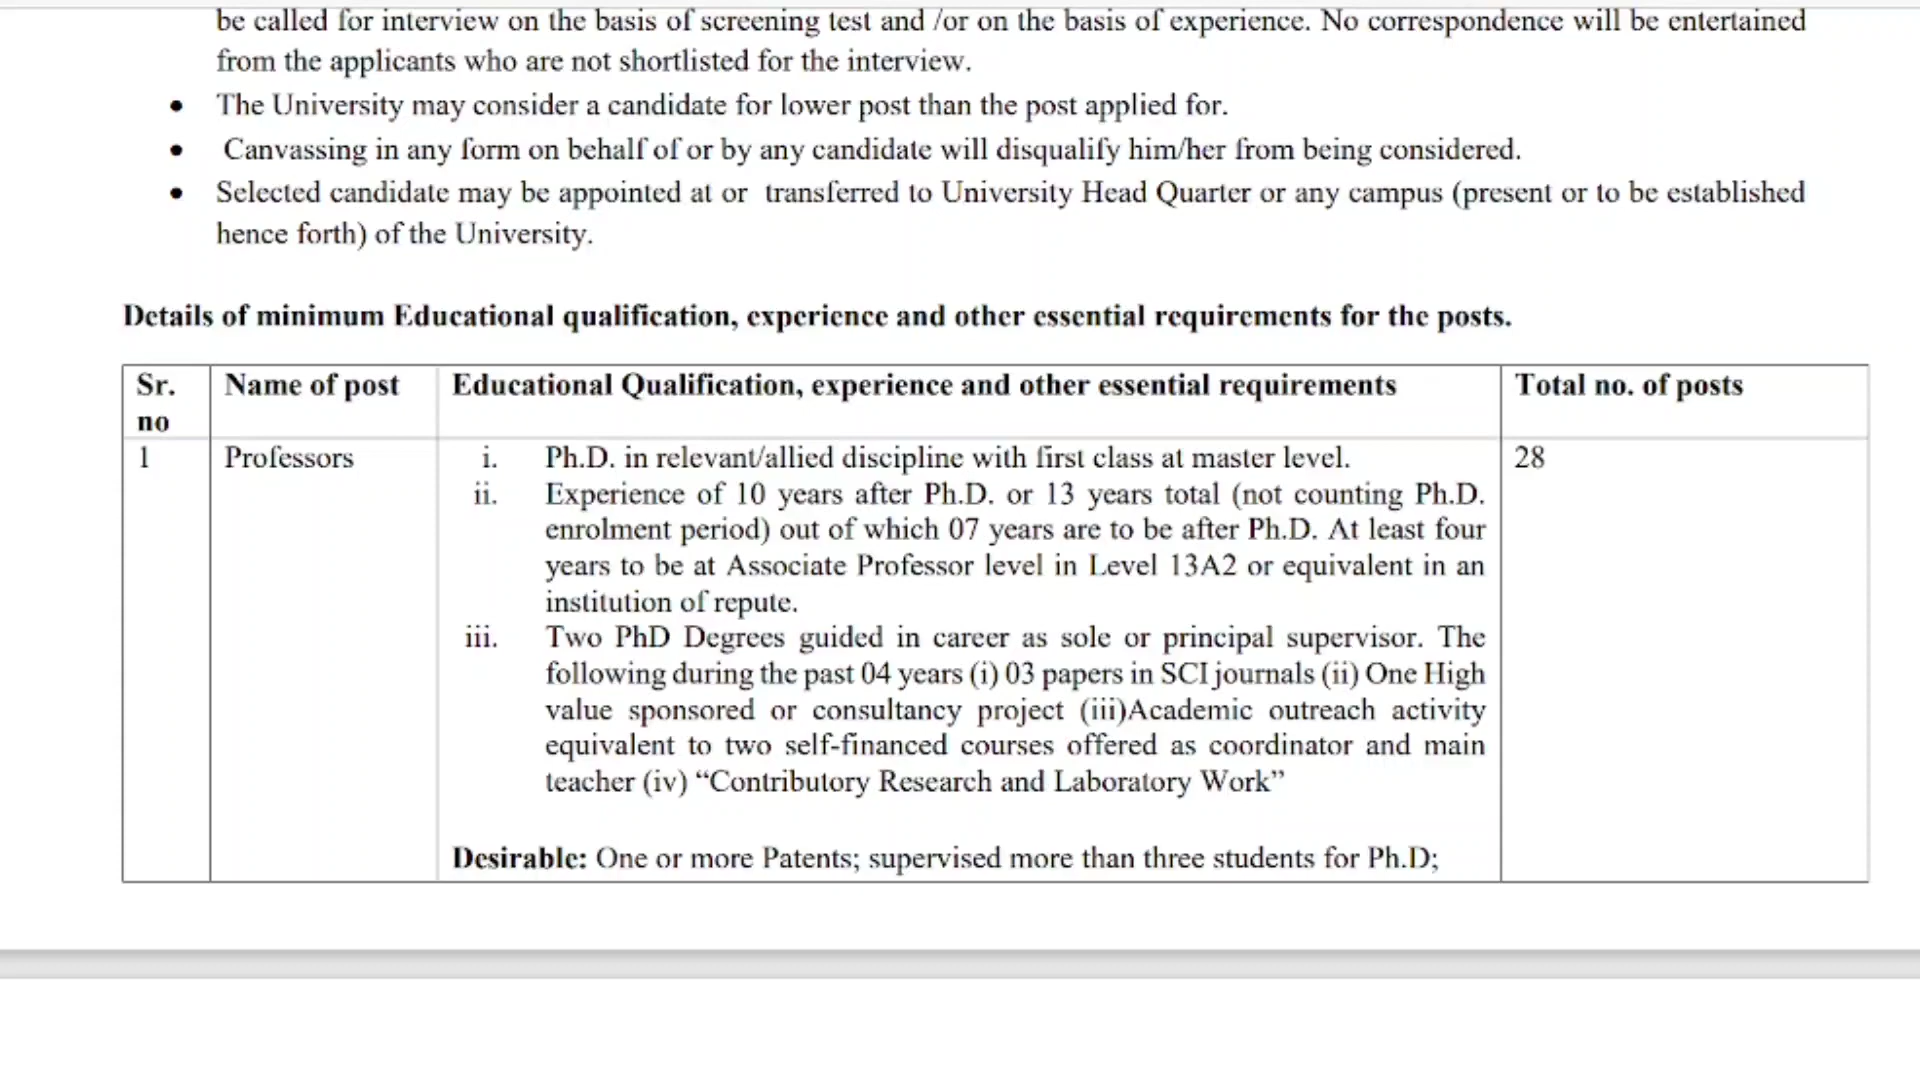 be called for interview on the basis of screening test and /or on the basis of experience. No correspondence will be entertained
from the applicants who are not shortlisted for the interview.
• The University may consider a candidate for lower post than the post applied for.
• Canvassing in any form on behalf of or by any candidate will disqualify him/her from being considered.
• Selected candidate may be appointed at or transferred to University Head Quarter or any campus (present or to be established
hence forth) of the University.
Details of minimum Educational qualification, experience and other essential requirements for the posts.
Sr. Name of post Educational Qualification, experience and other essential requirements Total no. of posts
no
1 Professors i. Ph.D. in relevant/allied discipline with first class at master level. 28
ii. Experience of 10 years after Ph.D. or 13 years total (not counting Ph.D.
enrolment period) out of which 07 years are to be after Ph.D. At least four
years to be at Associate Professor level in Level 13A2 or equivalent in an
institution of repute.
iii. Two PhD Degrees guided in career as sole or principal supervisor. The
following during the past 04 years (i) 03 papers in SCI journals (ii) One High
value sponsored or consultancy project (iii)Academic outreach activity
equivalent to two self-financed courses offered as coordinator and main
teacher (iv) “Contributory Research and Laboratory Work”
Desirable: One or more Patents; supervised more than three students for Ph.D;